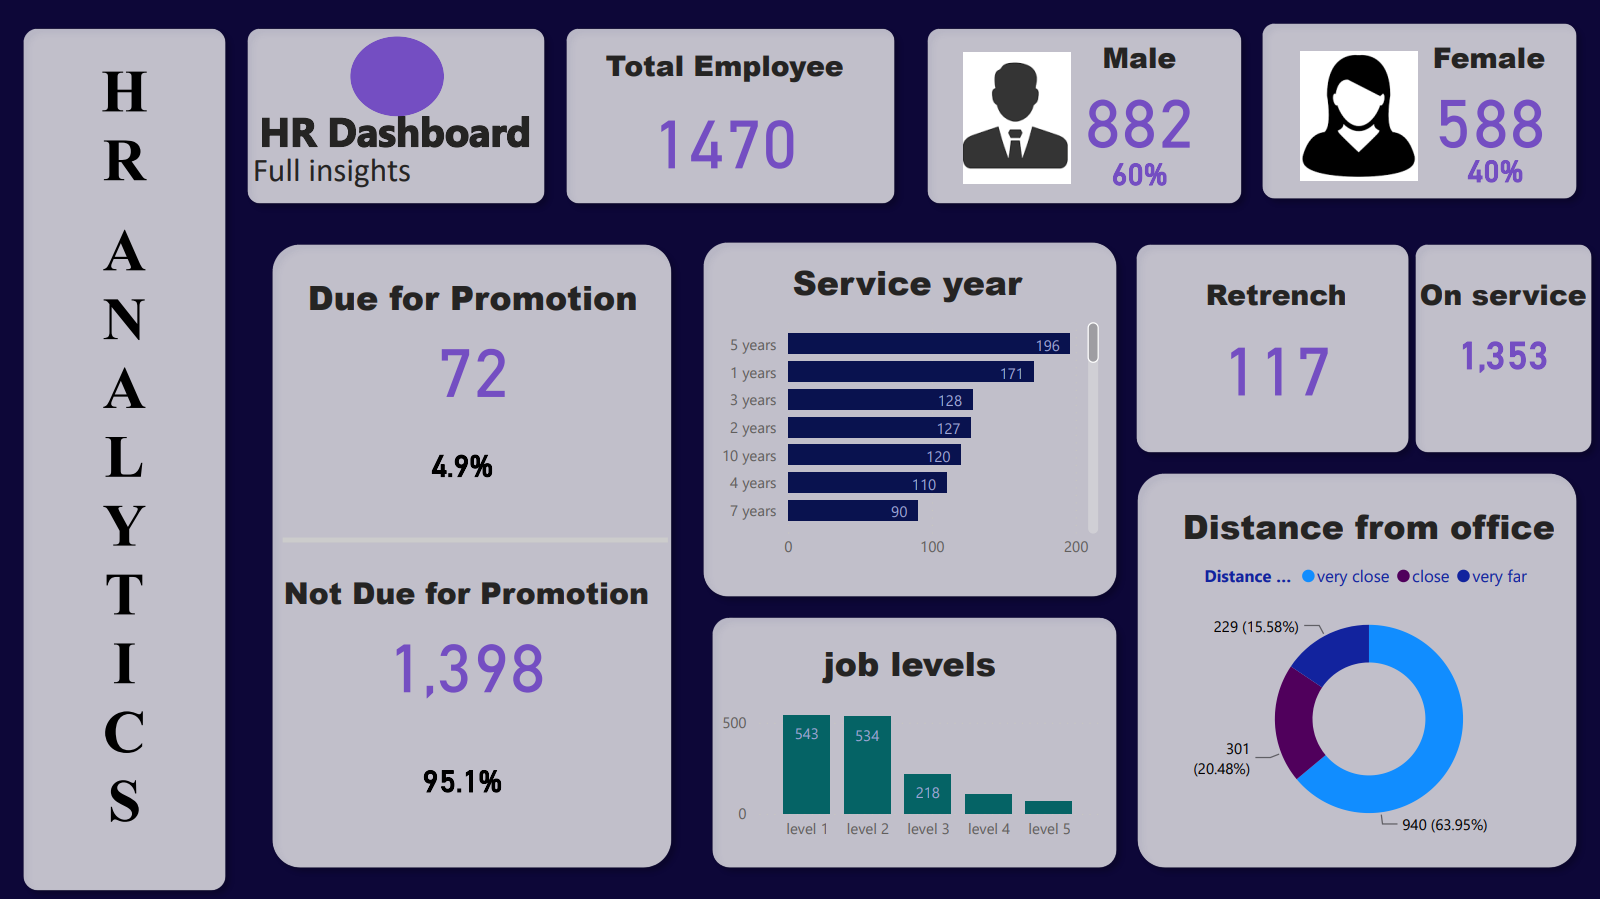 HR ANALYTICS
HR Dashboard
Full insights
Total Employee
1470
Male
882
60%
Female
588
40%
Due for Promotion
72
4.9%
Not Due for Promotion
1,398
95.1%
Service year
5 years 196
1 years 171
3 years 128
2 years 127
10 years 120
4 years 110
7 years 90
0 100 200
job levels
500
0
543 534 218
level 1 level 2 level 3 level 4 level 5
Retrench
117
On service
1,353
Distance from office
Distance ... very close close very far
229 (15.58%)
301
(20.48%)
940 (63.95%)